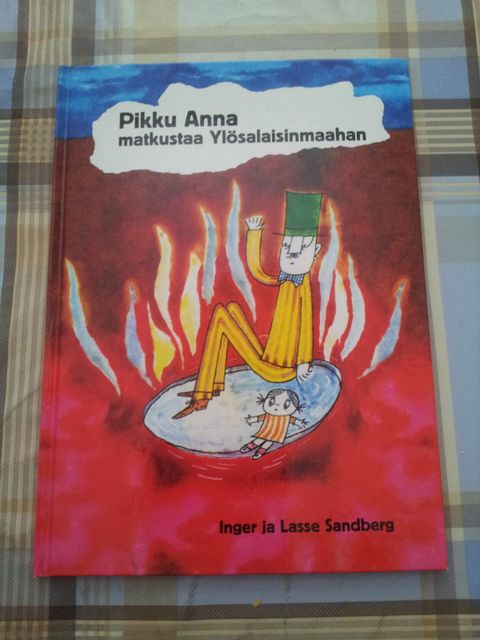 Pikku Anna
matkustaa Ylösalaisinmaahan
Inger ja Lasse Sandberg